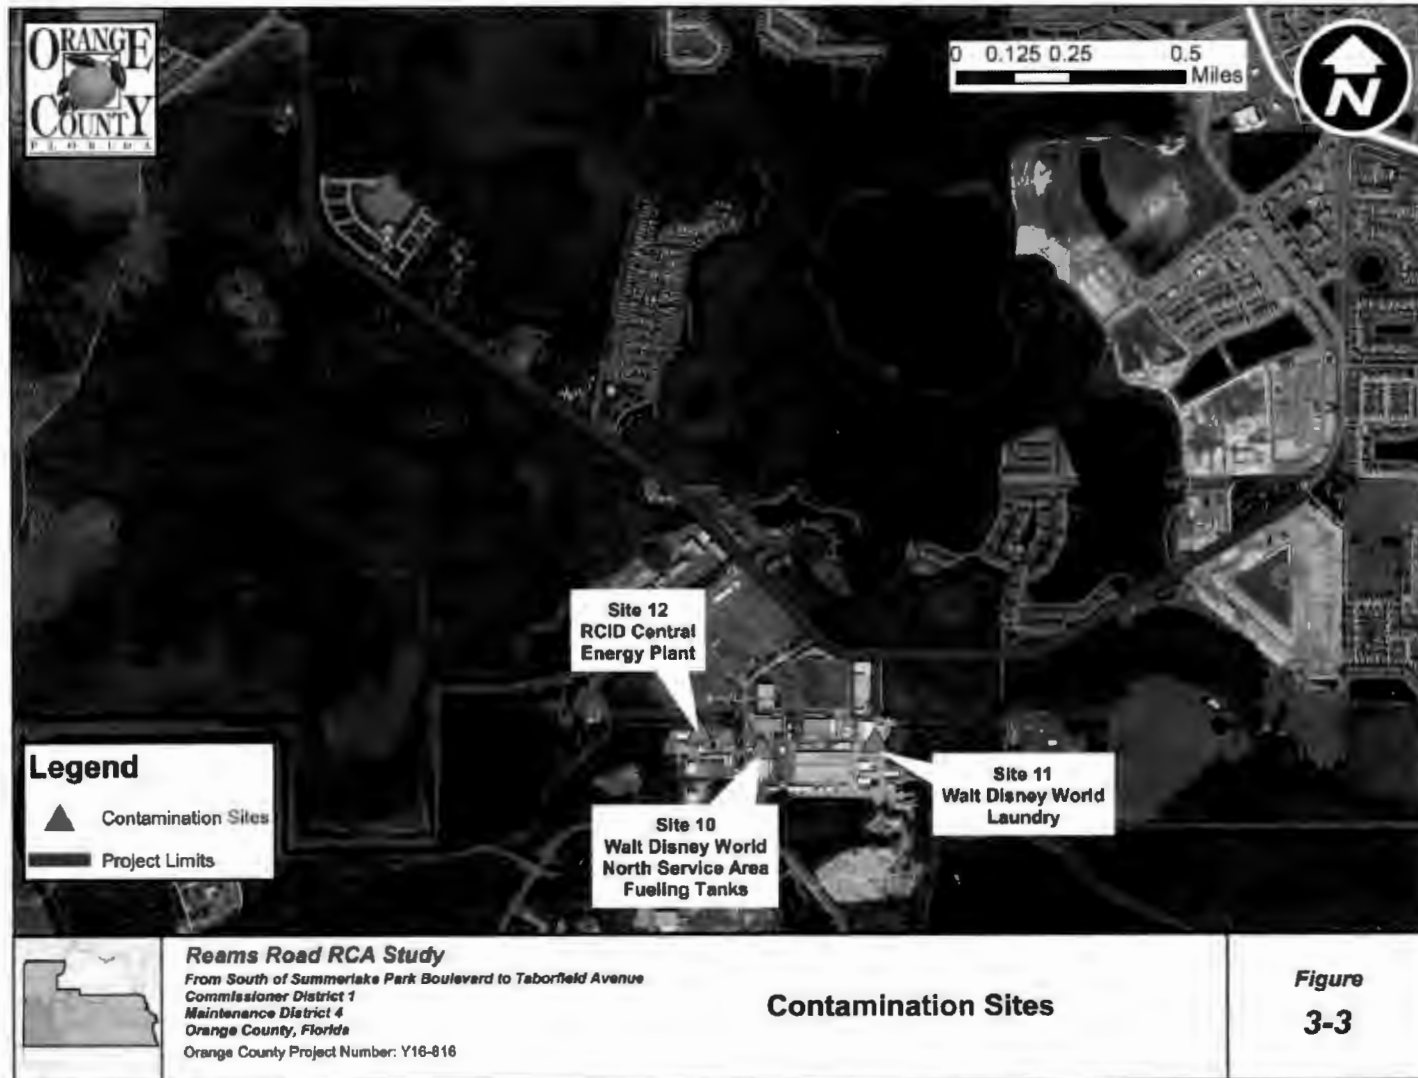 ORANGE
COUNTY
FLORIDA
0 0.125 0.25 0.5
Miles
N
Site 12
RCID Central
Energy Plant
Site 11
Walt Disney World
Laundry
Site 10
Walt Disney World
North Service Area
Fueling Tanks
Legend
Contamination Sites
Project Limits
Reams Road RCA Study
From South of Summerlake Park Boulevard to Taborfield Avenue
Commissioner District 1
Maintenance District 4
Orange County, Florida
Orange County Project Number: Y16-816
Contamination Sites
Figure
3-3